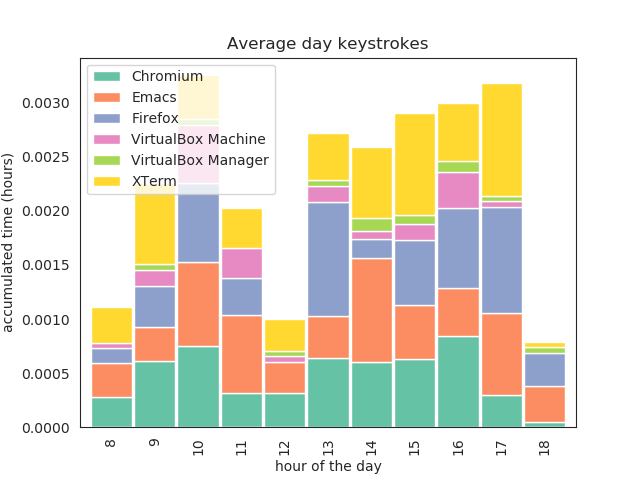 Average day keystrokes
Chromium
Emacs
Firefox
VirtualBox Machine
VirtualBox Manager
XTerm
accumulated time (hours)
0.0030
0.0025
0.0020
0.0015
0.0010
0.0005
0.0000
8 9 10 11 12 13 14 15 16 17 18
hour of the day